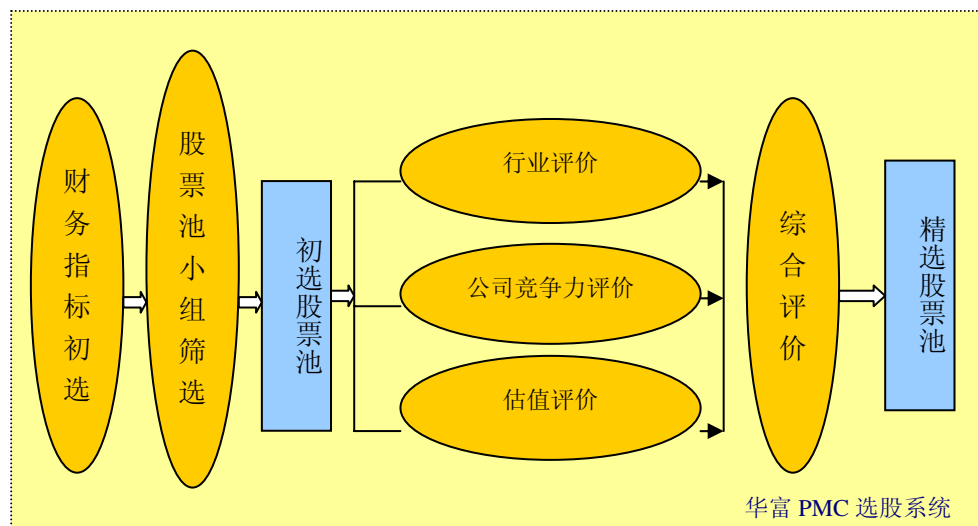 财务指标初选
股票池小组筛选
初选股票池
行业评价
公司竞争力评价
估值评价
综合评价
精选股票池
华富 PMC 选股系统